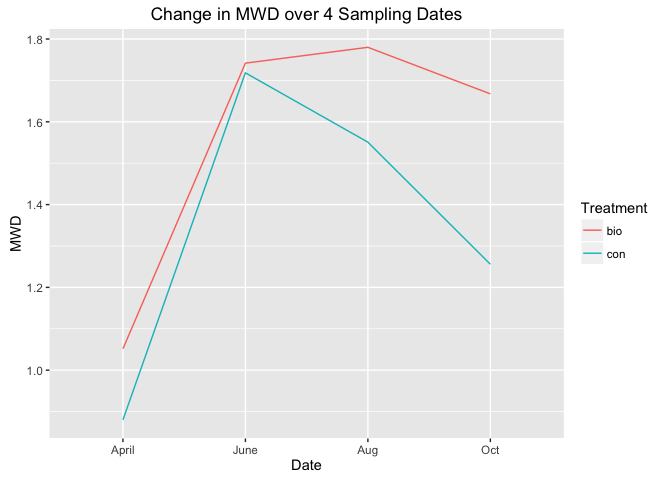 Change in MWD over 4 Sampling Dates
1.8
1.6
1.4
1.2
1.0
MWD
April June Aug Oct
Date
Treatment
bio
con